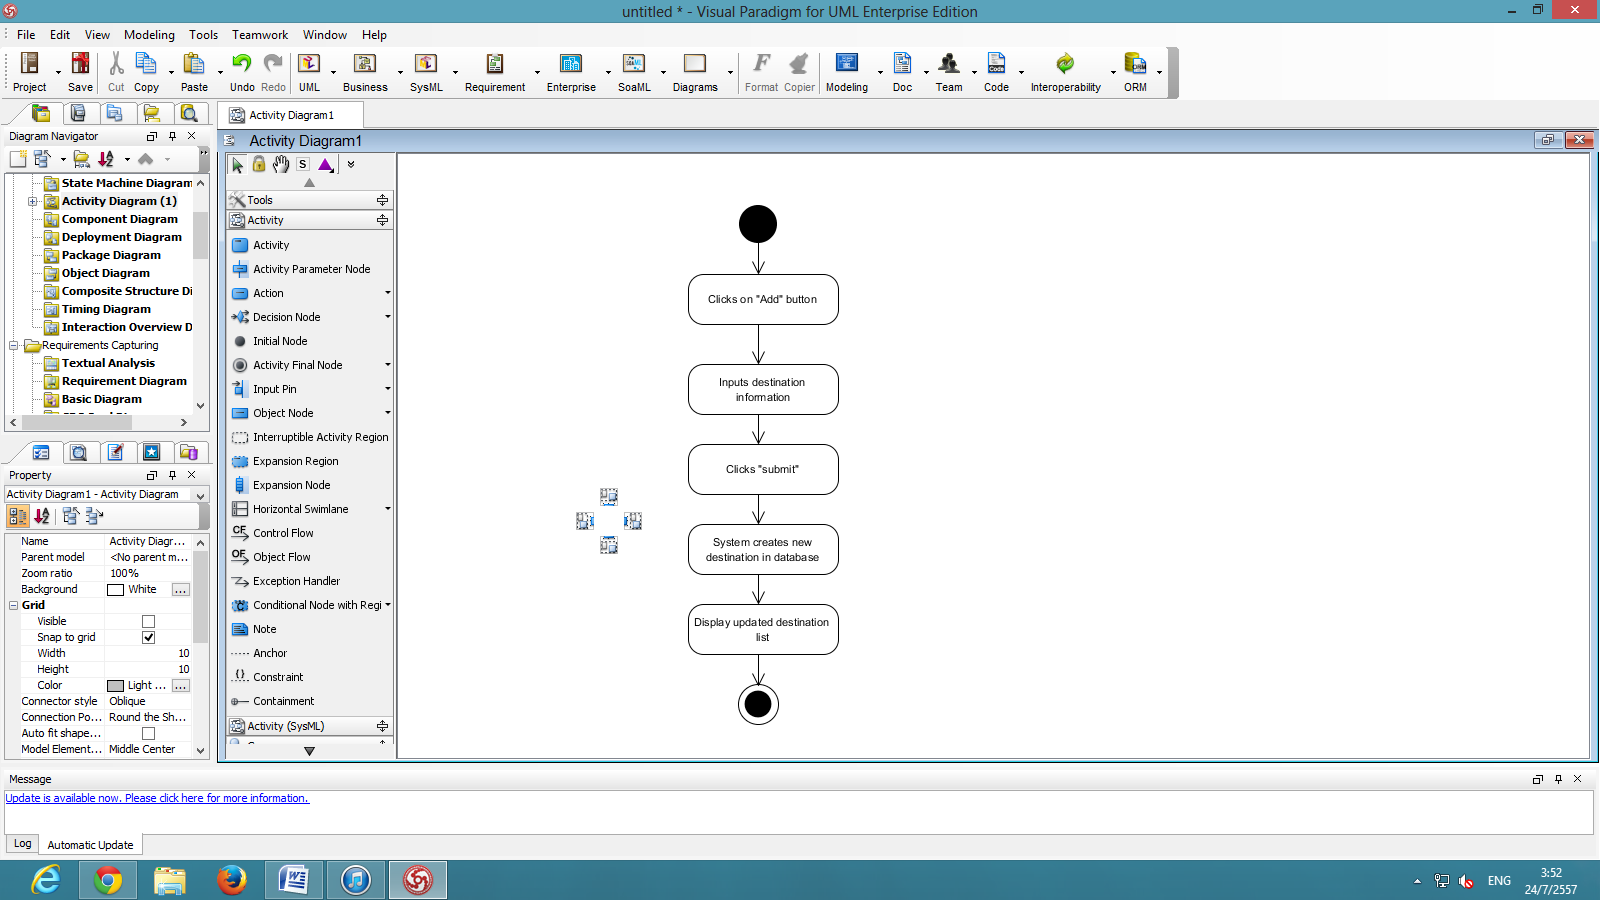 untitled * - Visual Paradigm for UML Enterprise Edition
File Edit View Modeling Tools Teamwork Window Help
Project Save Cut Copy Paste Undo Redo UML Business SysML Requirement Enterprise SoaML Diagrams Format Copier Modeling Doc Team Code Interoperability ORM
Activity Diagram1
Diagram Navigator
State Machine Diagram
Activity Diagram (1)
Component Diagram
Deployment Diagram
Package Diagram
Object Diagram
Composite Structure Di
Timing Diagram
Interaction Overview D
Requirements Capturing
Textual Analysis
Requirement Diagram
Basic Diagram
Property
Activity Diagram1 - Activity Diagram
Name Activity Diagr...
Parent model <No parent m...
Zoom ratio 100%
Background White ...
Grid
Visible
Snap to grid
Width 10
Height 10
Color Light ... ...
Connector style Oblique
Connection Po... Round the Sh...
Auto fit shape...
Model Element... Middle Center
Activity Diagram1
S
Tools
Activity
Activity
Activity Parameter Node
Action
Decision Node
Initial Node
Activity Final Node
Input Pin
Object Node
Interruptible Activity Region
Expansion Region
Expansion Node
Horizontal Swimlane
CF Control Flow
OF Object Flow
Exception Handler
Conditional Node with Regi
Note
Anchor
Constraint
Containment
Activity (SysML)
Clicks on "Add" button
Inputs destination
information
Clicks "submit"
System creates new
destination in database
Display updated destination
list
Message
Update is available now. Please click here for more information.
Log Automatic Update
ENG
3:52
24/7/2557